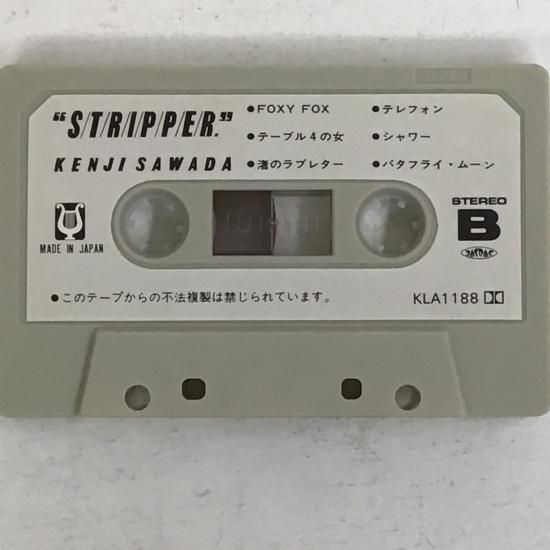 JAPAN
"S/T/R/I/P/P/E/R."
KENJI SAWADA
●FOXY FOX
●テーブル4の女
●渚のラブレター
●テレフォン
●シャワー
●バタフライ・ムーン
MADE IN JAPAN
STEREO
B
JASRAC
●このテープからの不法複製は禁じられています。
KLA1188